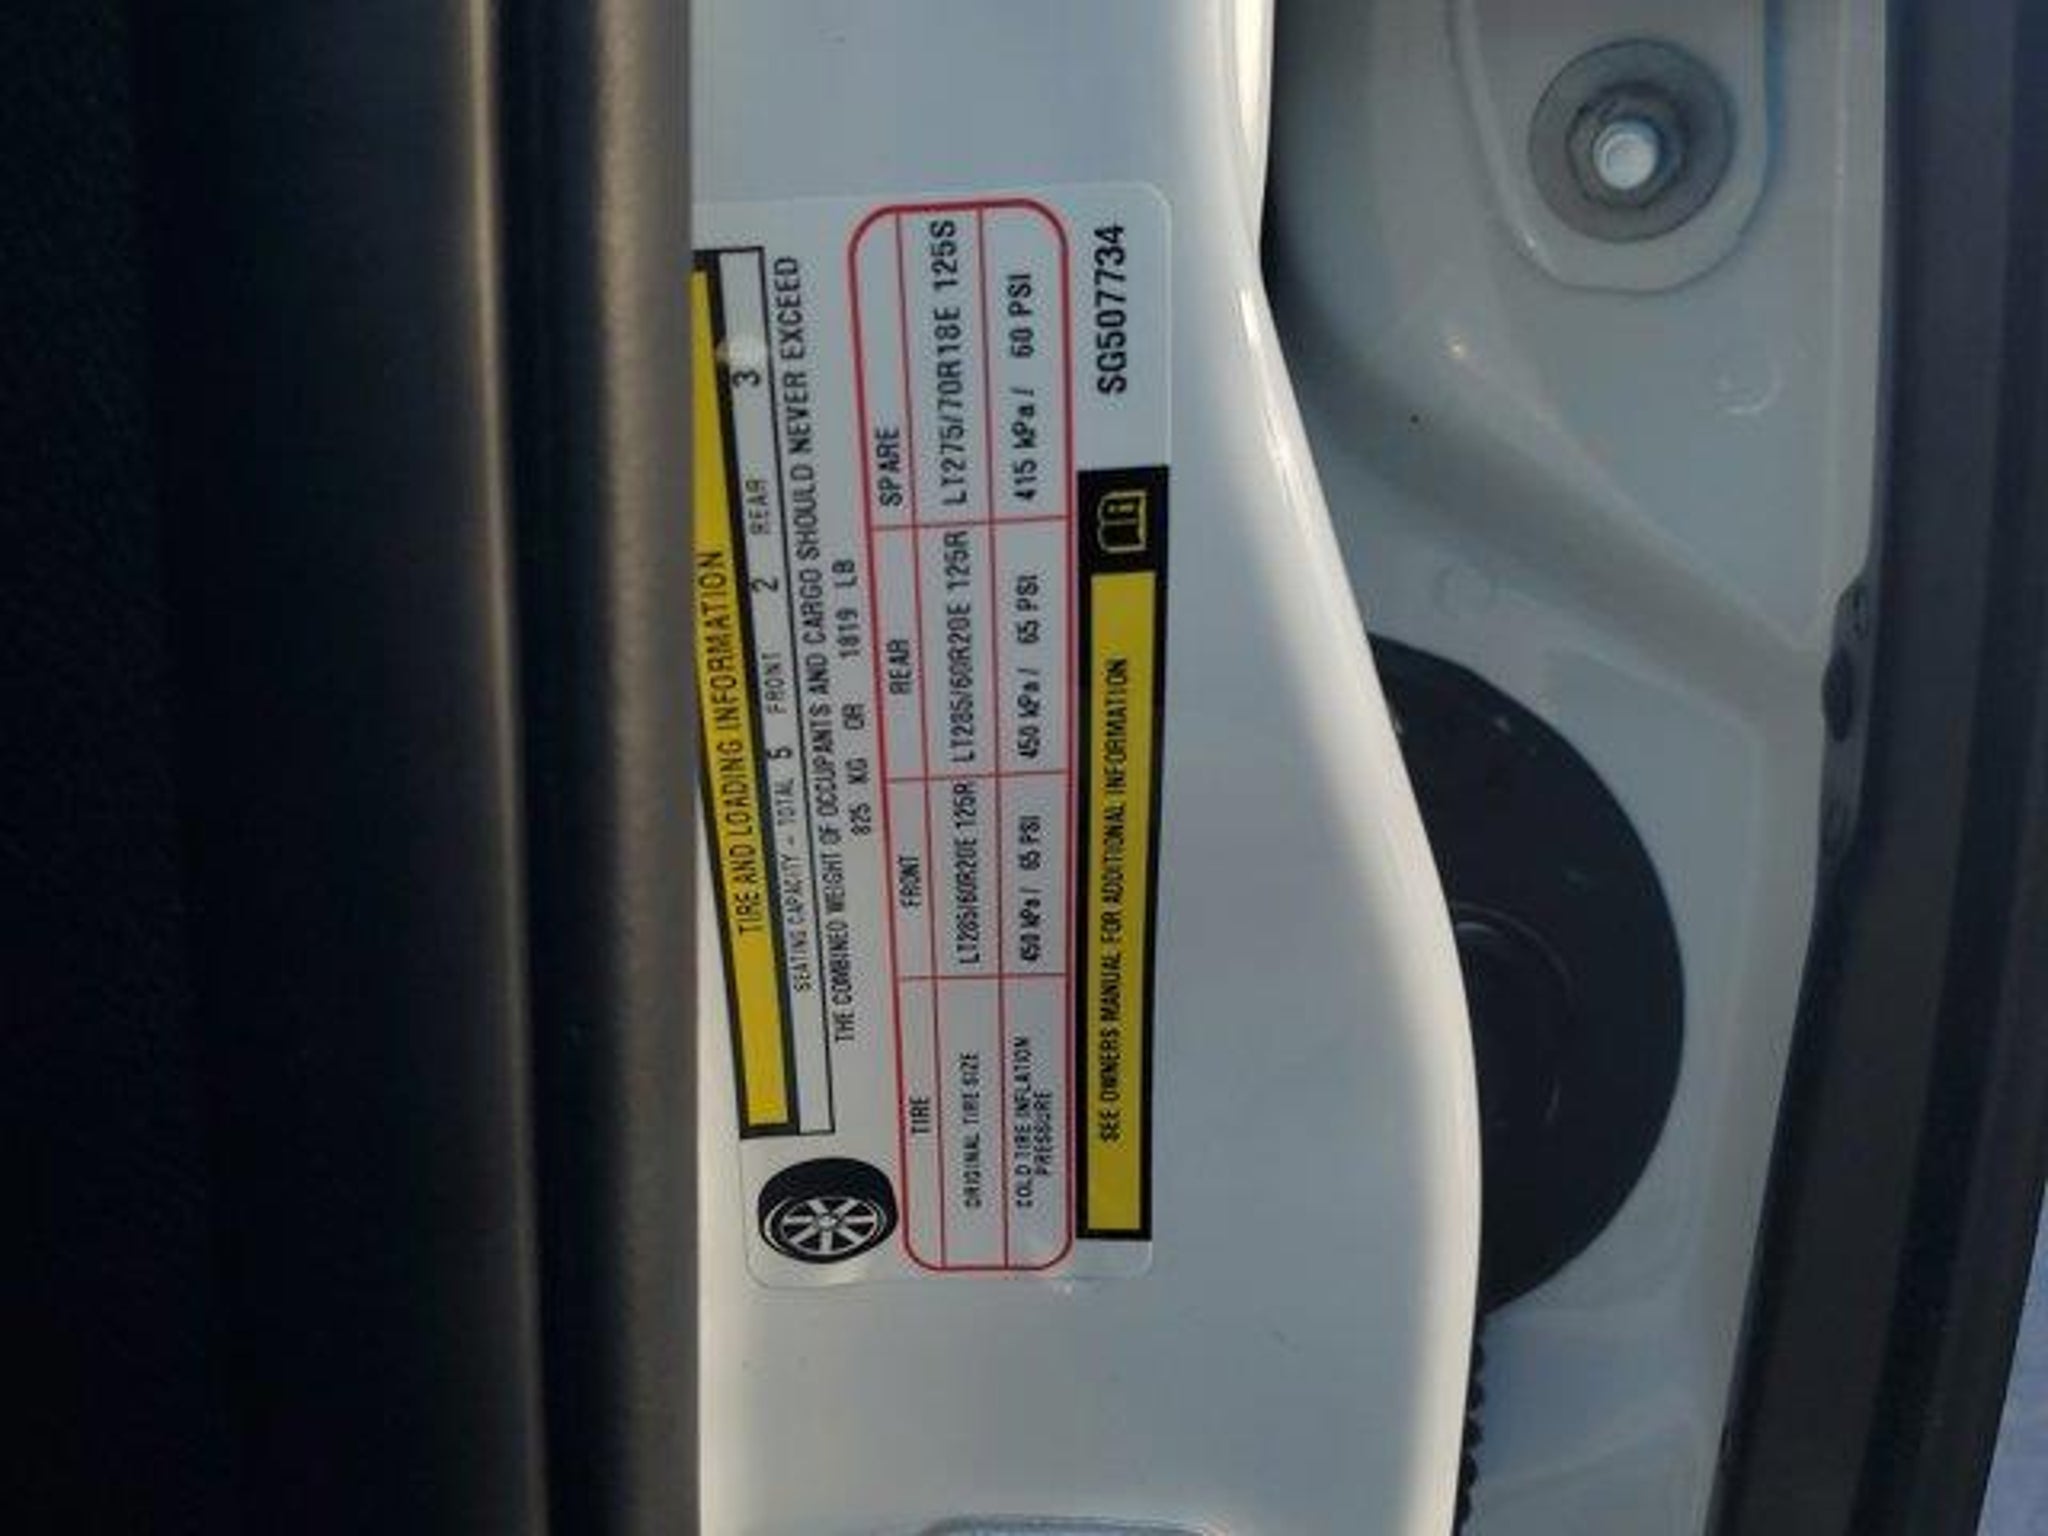 TIRE AND LOADING INFORMATION
SEATING CAPACITY - TOTAL 5 FRONT 2 REAR 3
THE COMBINED WEIGHT OF OCCUPANTS AND CARGO SHOULD NEVER EXCEED
825 KG OR 1819 LB
TIRE FRONT REAR SPARE
ORIGINAL TIRE SIZE LT285/60R20E 125R LT285/60R20E 125R LT275/70R18E 125S
COLD TIRE INFLATION PRESSURE 450 kPa / 65 PSI 450 kPa / 65 PSI 415 kPa / 60 PSI
SEE OWNERS MANUAL FOR ADDITIONAL INFORMATION
SG507734